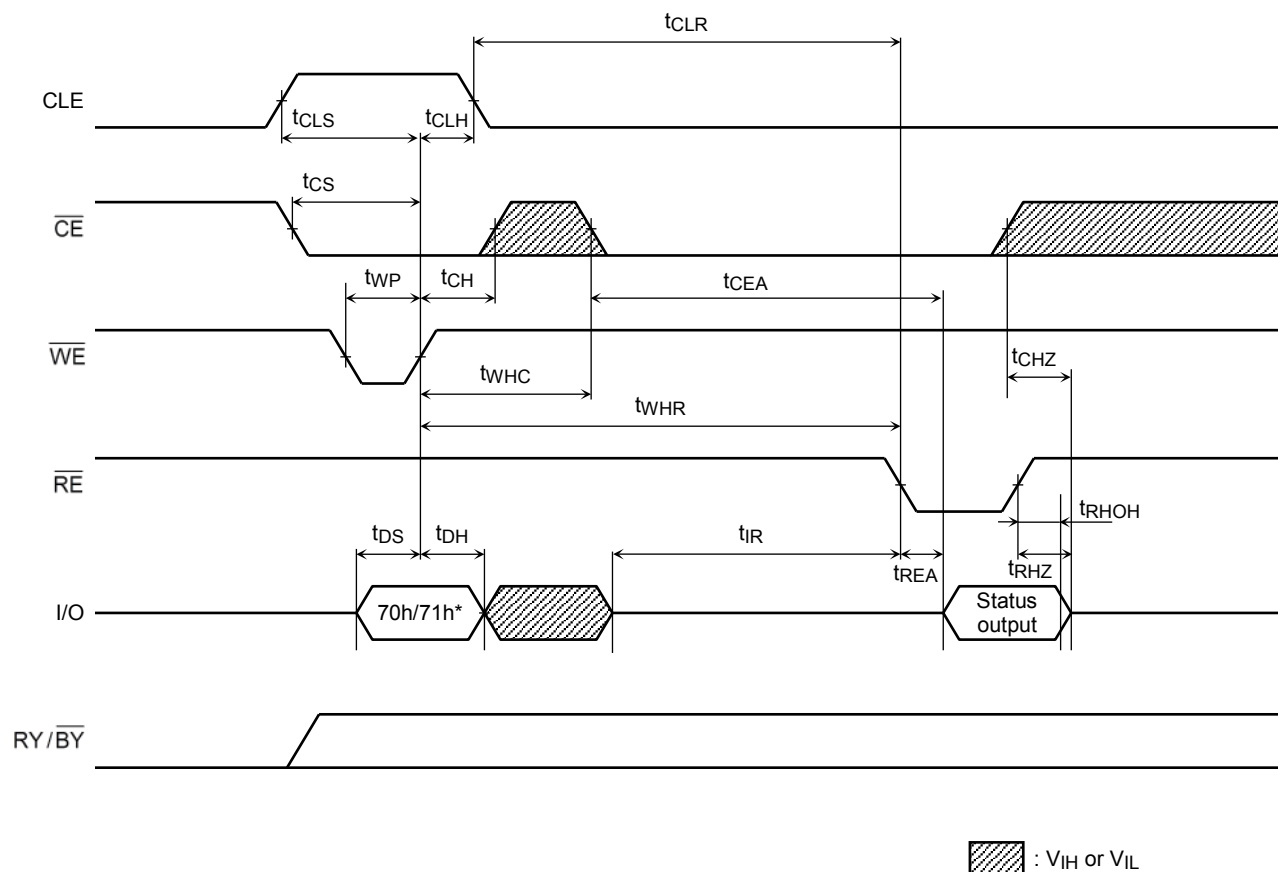 tCLR
CLE
tCLS
tCLH
tCS
CE
tWP
tCH
tCEA
WE
tCHZ
tWHC
tWHR
RE
tRHOH
tDS
tDH
tIR
tREA
tRHZ
I/O
70h/71h*
Status
output
RY/BY
: VIH or VIL